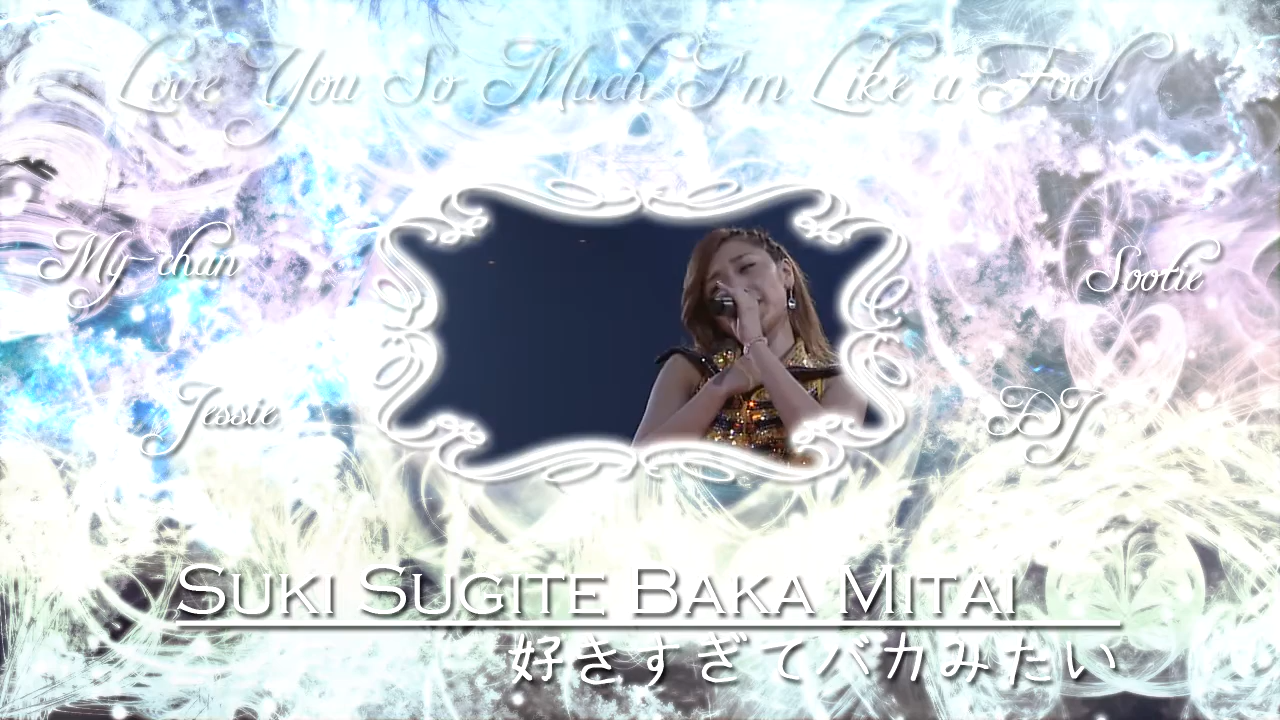 Love You So Much I'm Like a Fool
My-chan
Sootie
Jessie
DJ
Suki Sugite Baka Mitai
好きすぎてバカみたい